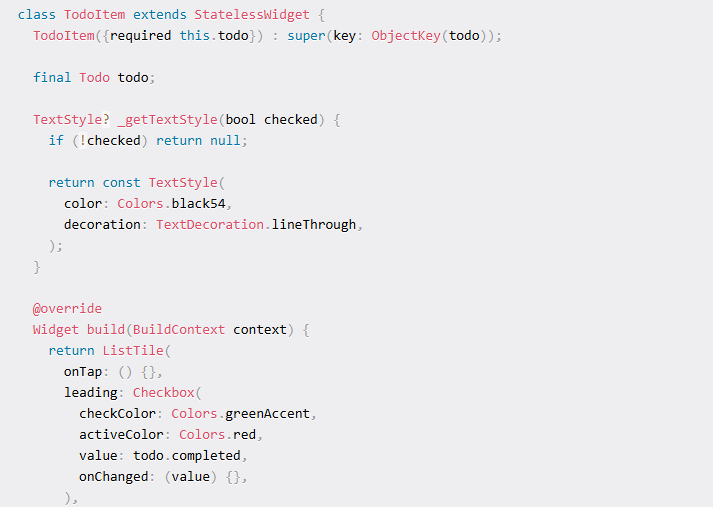 class TodoItem extends StatelessWidget {
  TodoItem({required this.todo}) : super(key: ObjectKey(todo));

  final Todo todo;

  TextStyle? _getTextStyle(bool checked) {
    if (!checked) return null;

    return const TextStyle(
      color: Colors.black54,
      decoration: TextDecoration.lineThrough,
    );
  }

  @override
  Widget build(BuildContext context) {
    return ListTile(
      onTap: () {},
      leading: Checkbox(
        checkColor: Colors.greenAccent,
        activeColor: Colors.red,
        value: todo.completed,
        onChanged: (value) {},
      ),